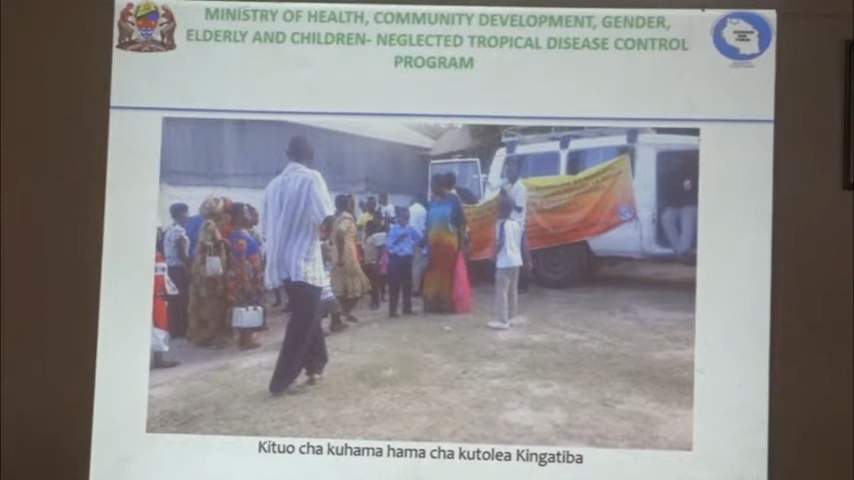 MINISTRY OF HEALTH, COMMUNITY DEVELOPMENT, GENDER,
ELDERLY AND CHILDREN- NEGLECTED TROPICAL DISEASE CONTROL
PROGRAM
Kituo cha kuhama hama cha kutolea Kingatiba